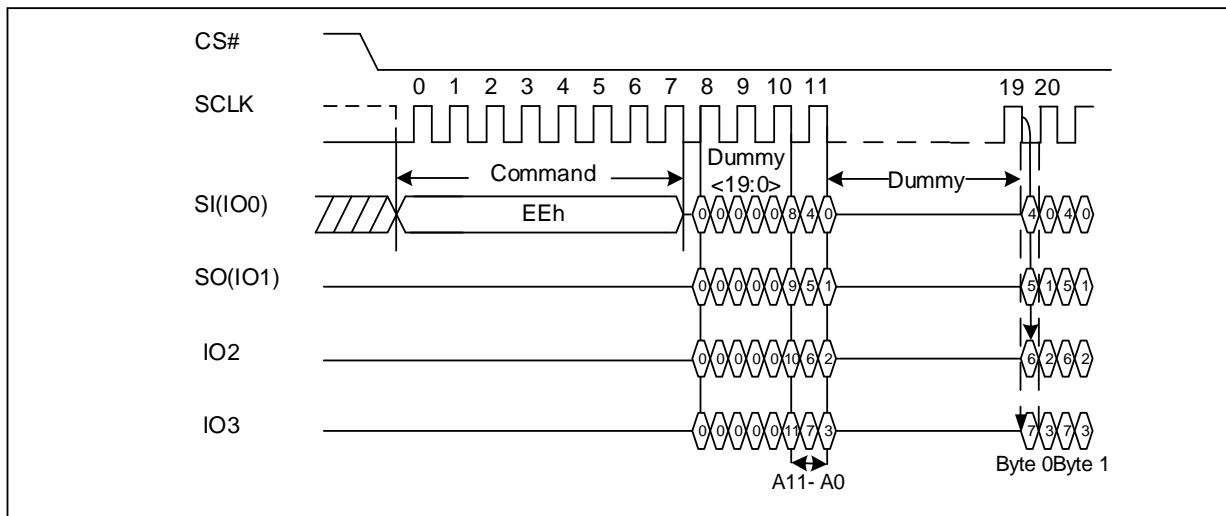 CS#
0 1 2 3 4 5 6 7 8 9 10 11 19 20
SCLK
Command
Dummy
<19:0>
Dummy
SI(IO0)
EEh
0 0 0 0 0 8 4 0 4 0 4 0
SO(IO1)
0 0 0 0 0 9 5 1 5 1 5 1
IO2
0 0 0 0 0 10 6 2 6 2 6 2
IO3
0 0 0 0 0 11 7 3 7 3 7 3
A11- A0
Byte 0Byte 1